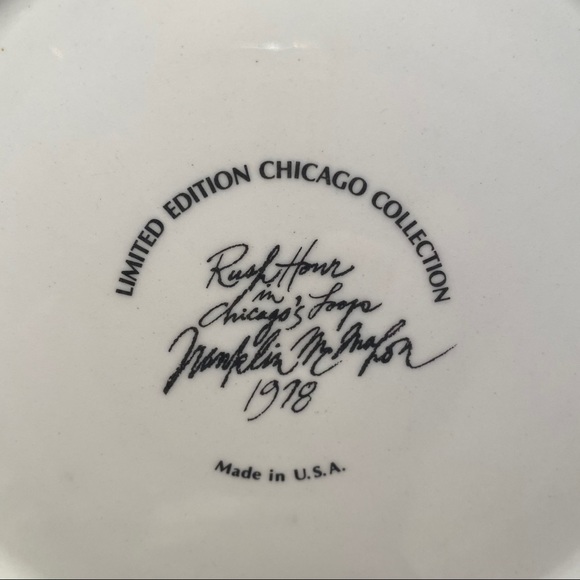 LIMITED EDITION CHICAGO COLLECTION
Rush Hour
in
Chicago's Loop
Franklin McMahon
1978
Made in U.S.A.